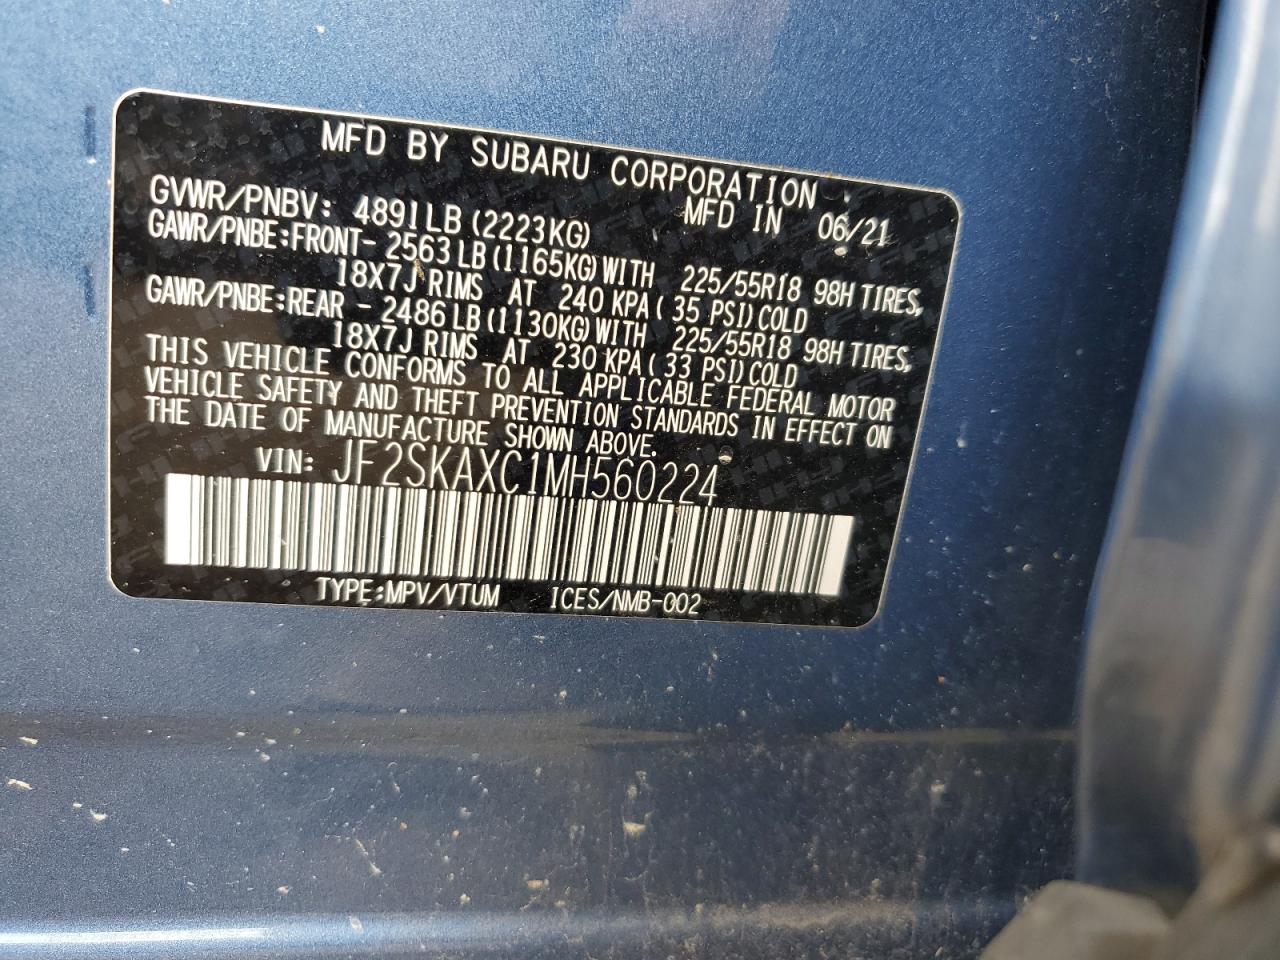 MFD BY SUBARU CORPORATION
MFD IN 06/21
GVWR/PNBV: 4891LB (2223KG)
GAWR/PNBE:FRONT- 2563LB(1165KG)WITH 225/55R18 98H TIRES,
18X7J RIMS AT 240 KPA( 35 PSI)COLD
GAWR/PNBE:REAR - 2486LB(1130KG)WITH 225/55R18 98H TIRES,
18X7J RIMS AT 230 KPA( 33 PSI)COLD
THIS VEHICLE CONFORMS TO ALL APPLICABLE FEDERAL MOTOR
VEHICLE SAFETY AND THEFT PREVENTION STANDARDS IN EFFECT ON
THE DATE OF MANUFACTURE SHOWN ABOVE.
VIN: JF2SKAXC1MH560224
TYPE:MPV/VTUM ICES/NMB-002